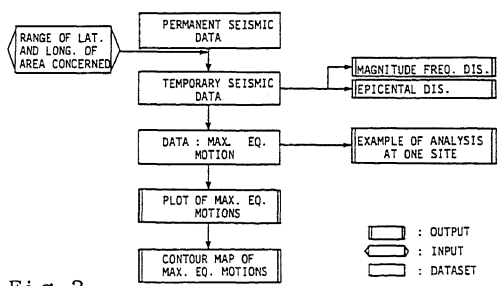 RANGE OF LAT.
AND LONG. OF
AREA CONCERNED
PERMANENT SEISMIC
DATA
TEMPORARY SEISMIC
DATA
MAGNITUDE FREQ. DIS.
EPICENTAL DIS.
DATA : MAX. EQ.
MOTION
EXAMPLE OF ANALYSIS
AT ONE SITE
PLOT OF MAX. EQ.
MOTIONS
CONTOUR MAP OF
MAX. EQ. MOTIONS
: OUTPUT
: INPUT
: DATASET